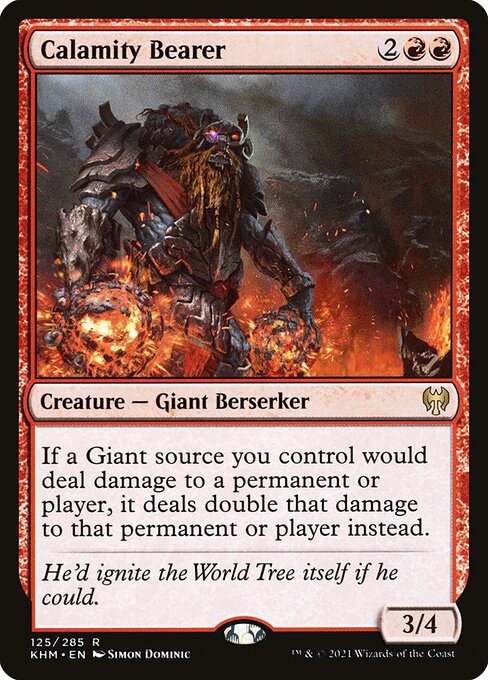 Calamity Bearer 2
Creature — Giant Berserker
If a Giant source you control would
deal damage to a permanent or
player, it deals double that damage
to that permanent or player instead.
He'd ignite the World Tree itself if he
could.
3/4
125/285 R
KHM • EN Simon Dominic
™ & © 2021 Wizards of the Coast